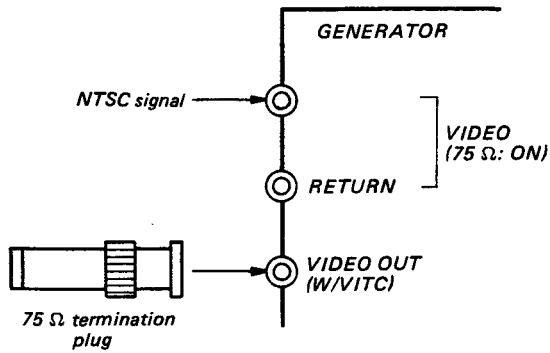 GENERATOR
NTSC signal
VIDEO
(75 Ω: ON)
RETURN
VIDEO OUT
(W/VITC)
75 Ω termination
plug